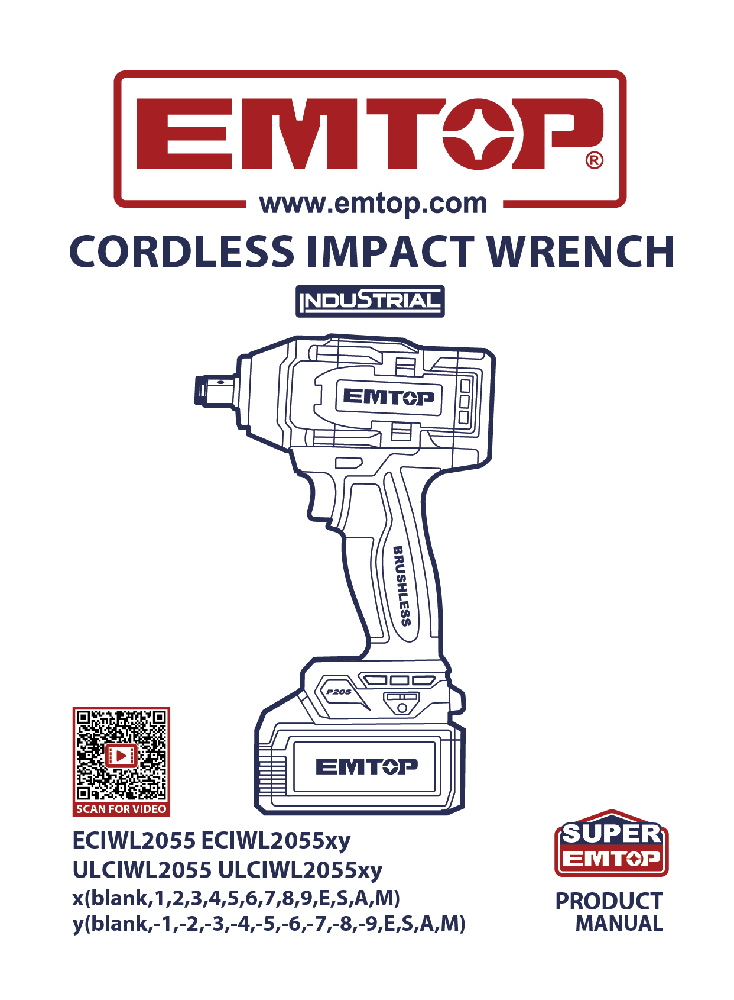 EMTOP®
www.emtop.com
CORDLESS IMPACT WRENCH
INDUSTRIAL
EMTOP
BRUSHLESS
P20S
EMTOP
SCAN FOR VIDEO
ECIWL2055 ECIWL2055xy
ULCIWL2055 ULCIWL2055xy
x(blank,1,2,3,4,5,6,7,8,9,E,S,A,M)
y(blank,-1,-2,-3,-4,-5,-6,-7,-8,-9,E,S,A,M)
SUPER
EMTOP
PRODUCT
MANUAL